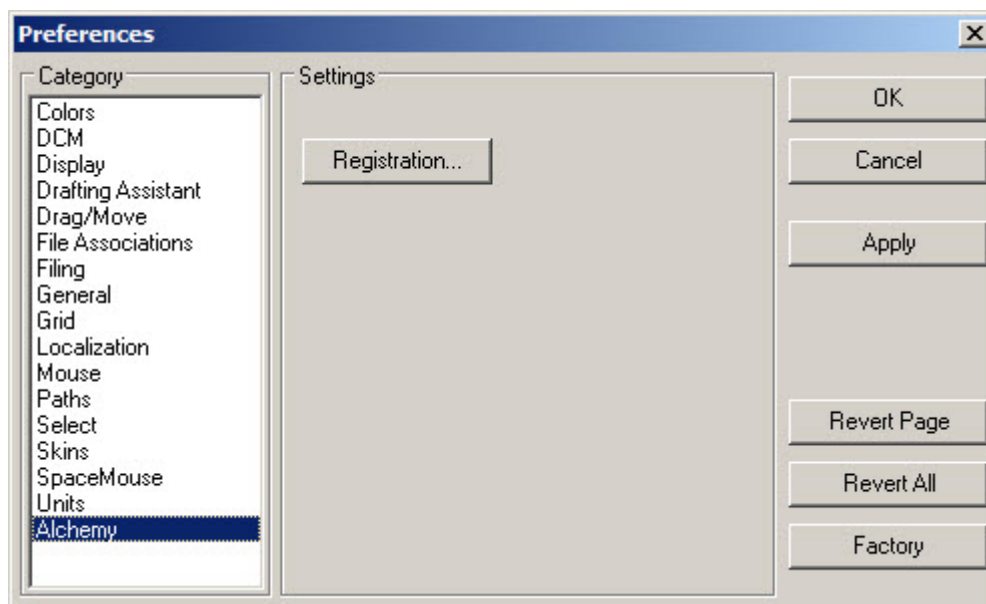 Preferences
Category
Colors
DCM
Display
Drafting Assistant
Drag/Move
File Associations
Filing
General
Grid
Localization
Mouse
Paths
Select
Skins
SpaceMouse
Units
Alchemy
Settings
Registration...
OK
Cancel
Apply
Revert Page
Revert All
Factory